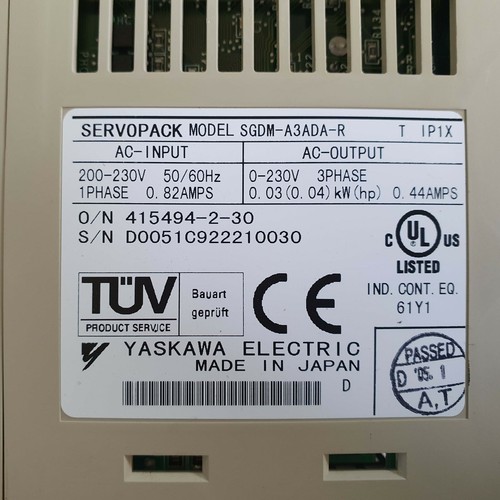 SERVOPACK MODEL SGDM-A3ADA-R T IP1X
AC-INPUT AC-OUTPUT
200-230V 50/60Hz 0-230V 3PHASE
1PHASE 0.82AMPS 0.03(0.04)kW(hp) 0.44AMPS
O/N 415494-2-30
S/N D0051C922210030
C UL US
LISTED
IND. CONT. EQ.
61Y1
TÜV
PRODUCT SERVICE
Bauart
geprüft
CE
YASKAWA ELECTRIC
MADE IN JAPAN
D
PASSED
D '05. 1
A,T